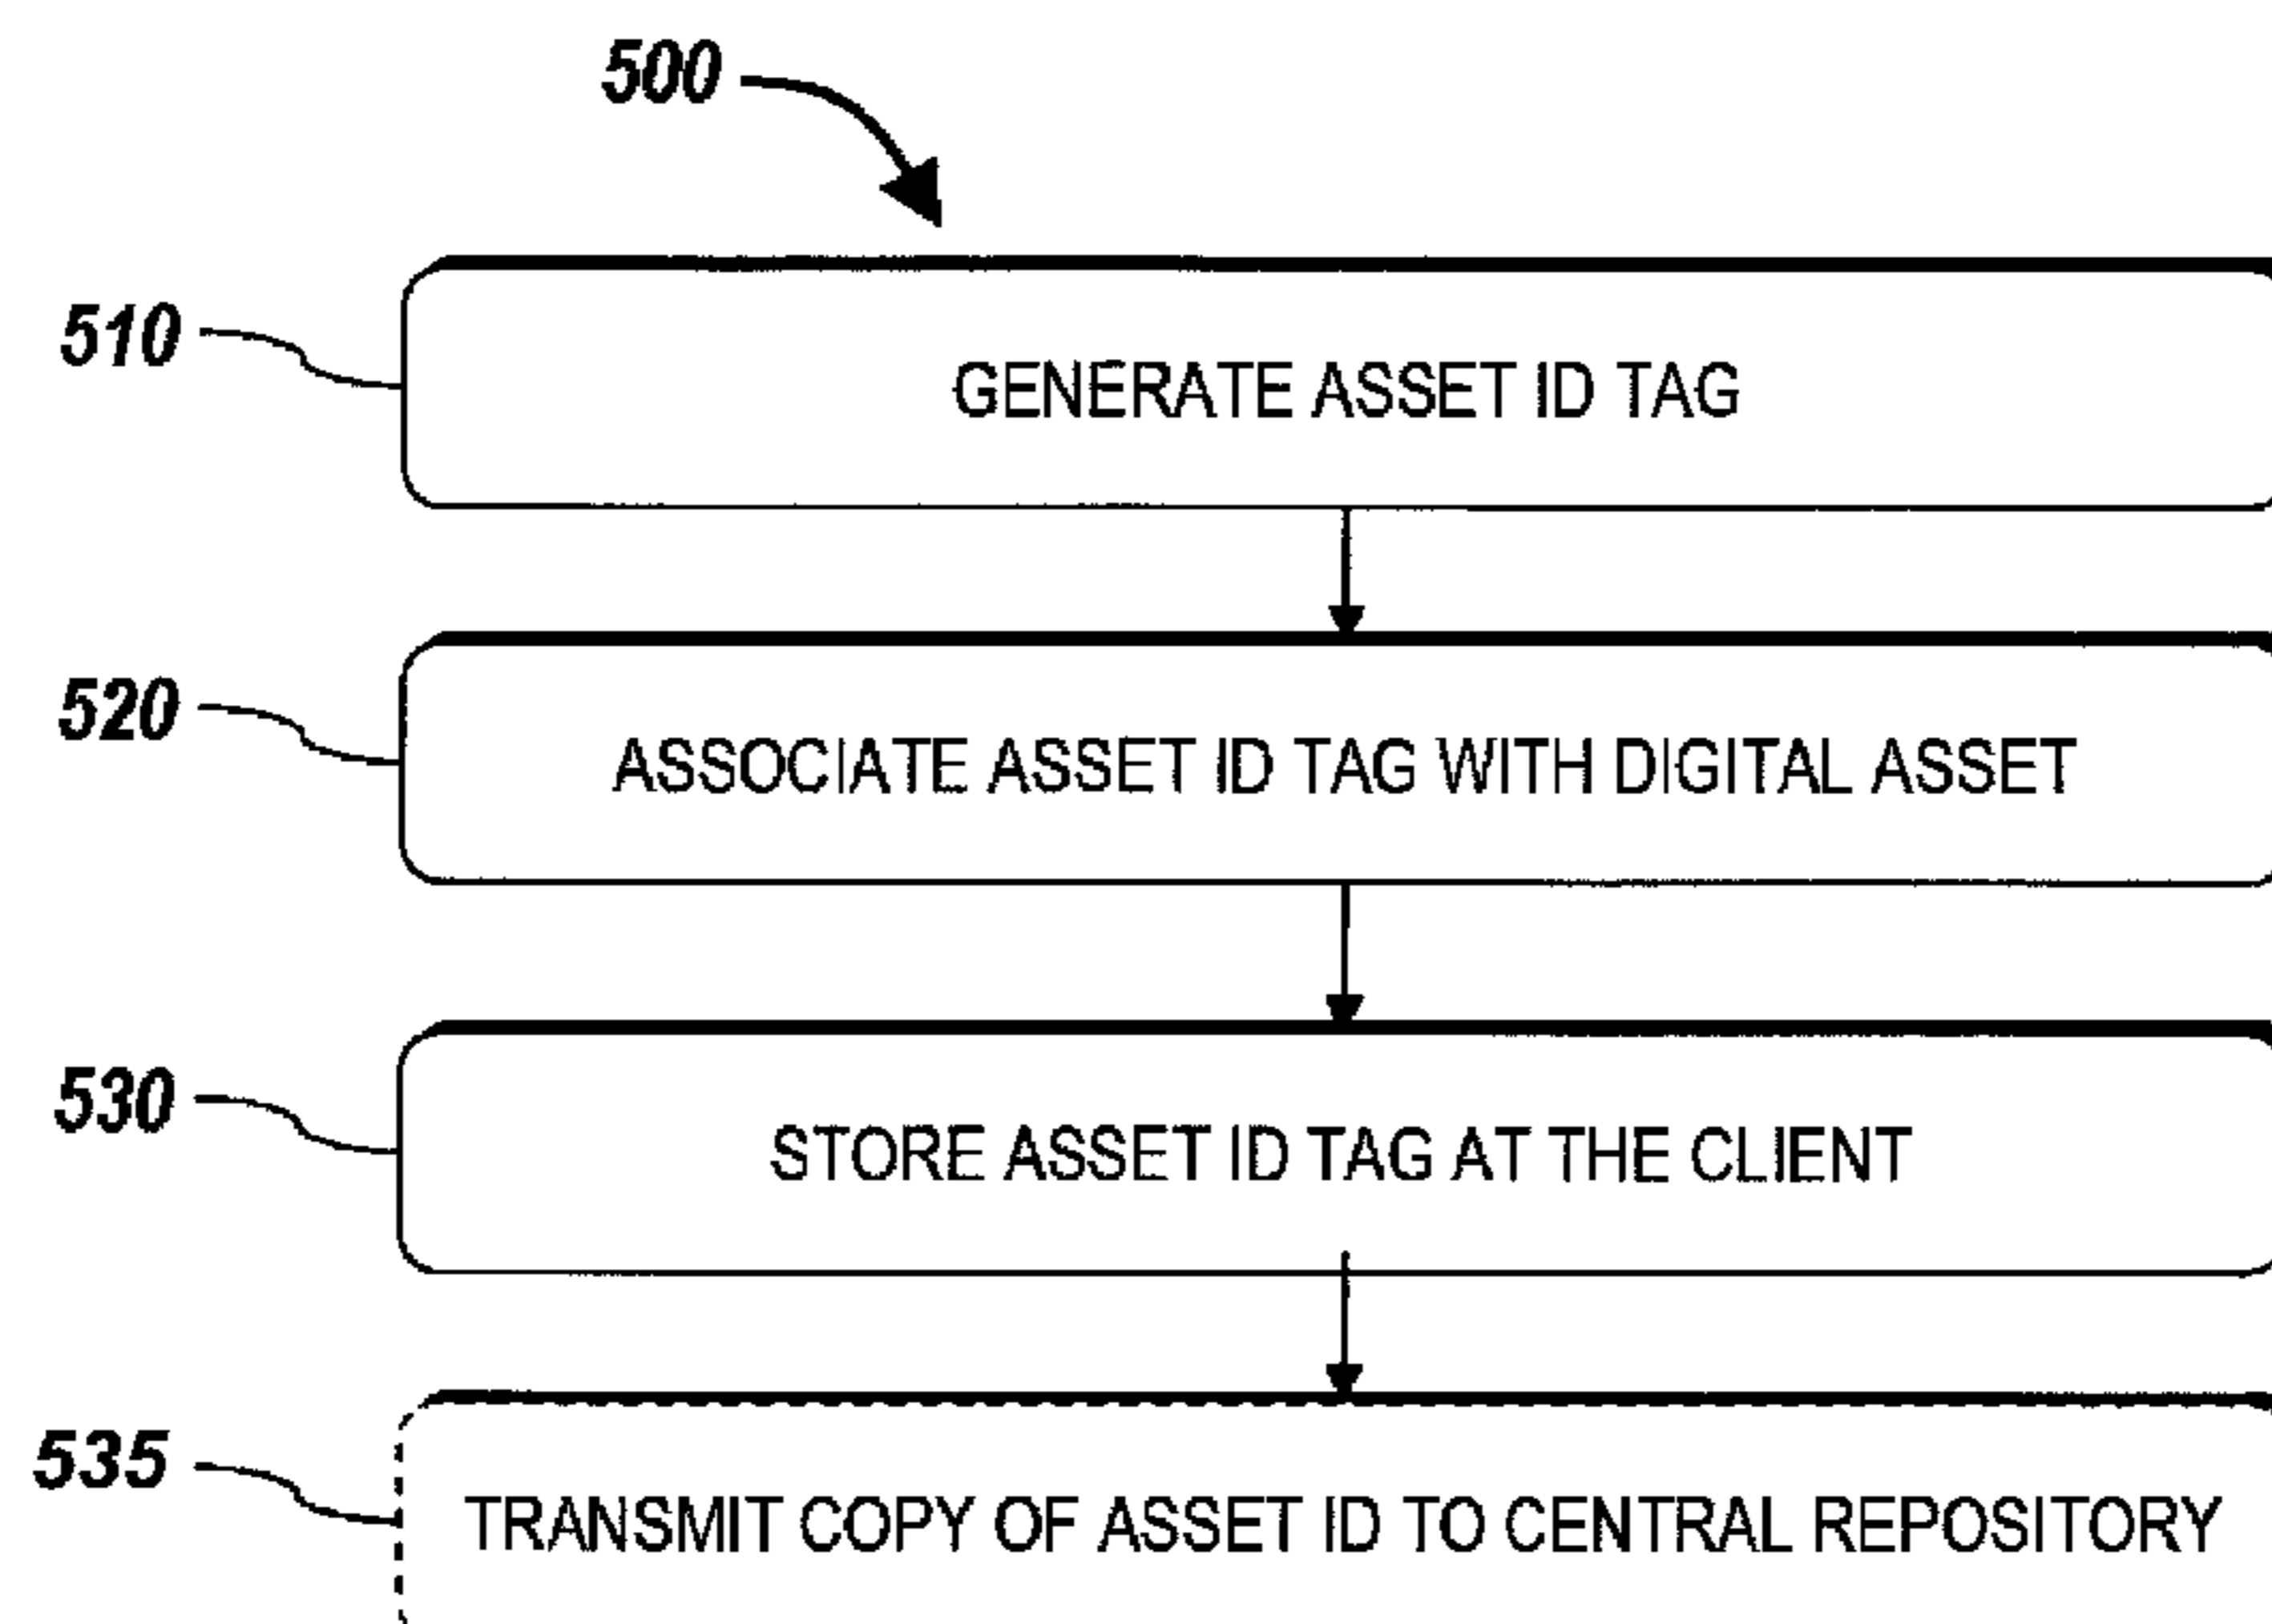 500
510
GENERATE ASSET ID TAG
520
ASSOCIATE ASSET ID TAG WITH DIGITAL ASSET
530
STORE ASSET ID TAG AT THE CLIENT
535
TRANSMIT COPY OF ASSET ID TO CENTRAL REPOSITORY